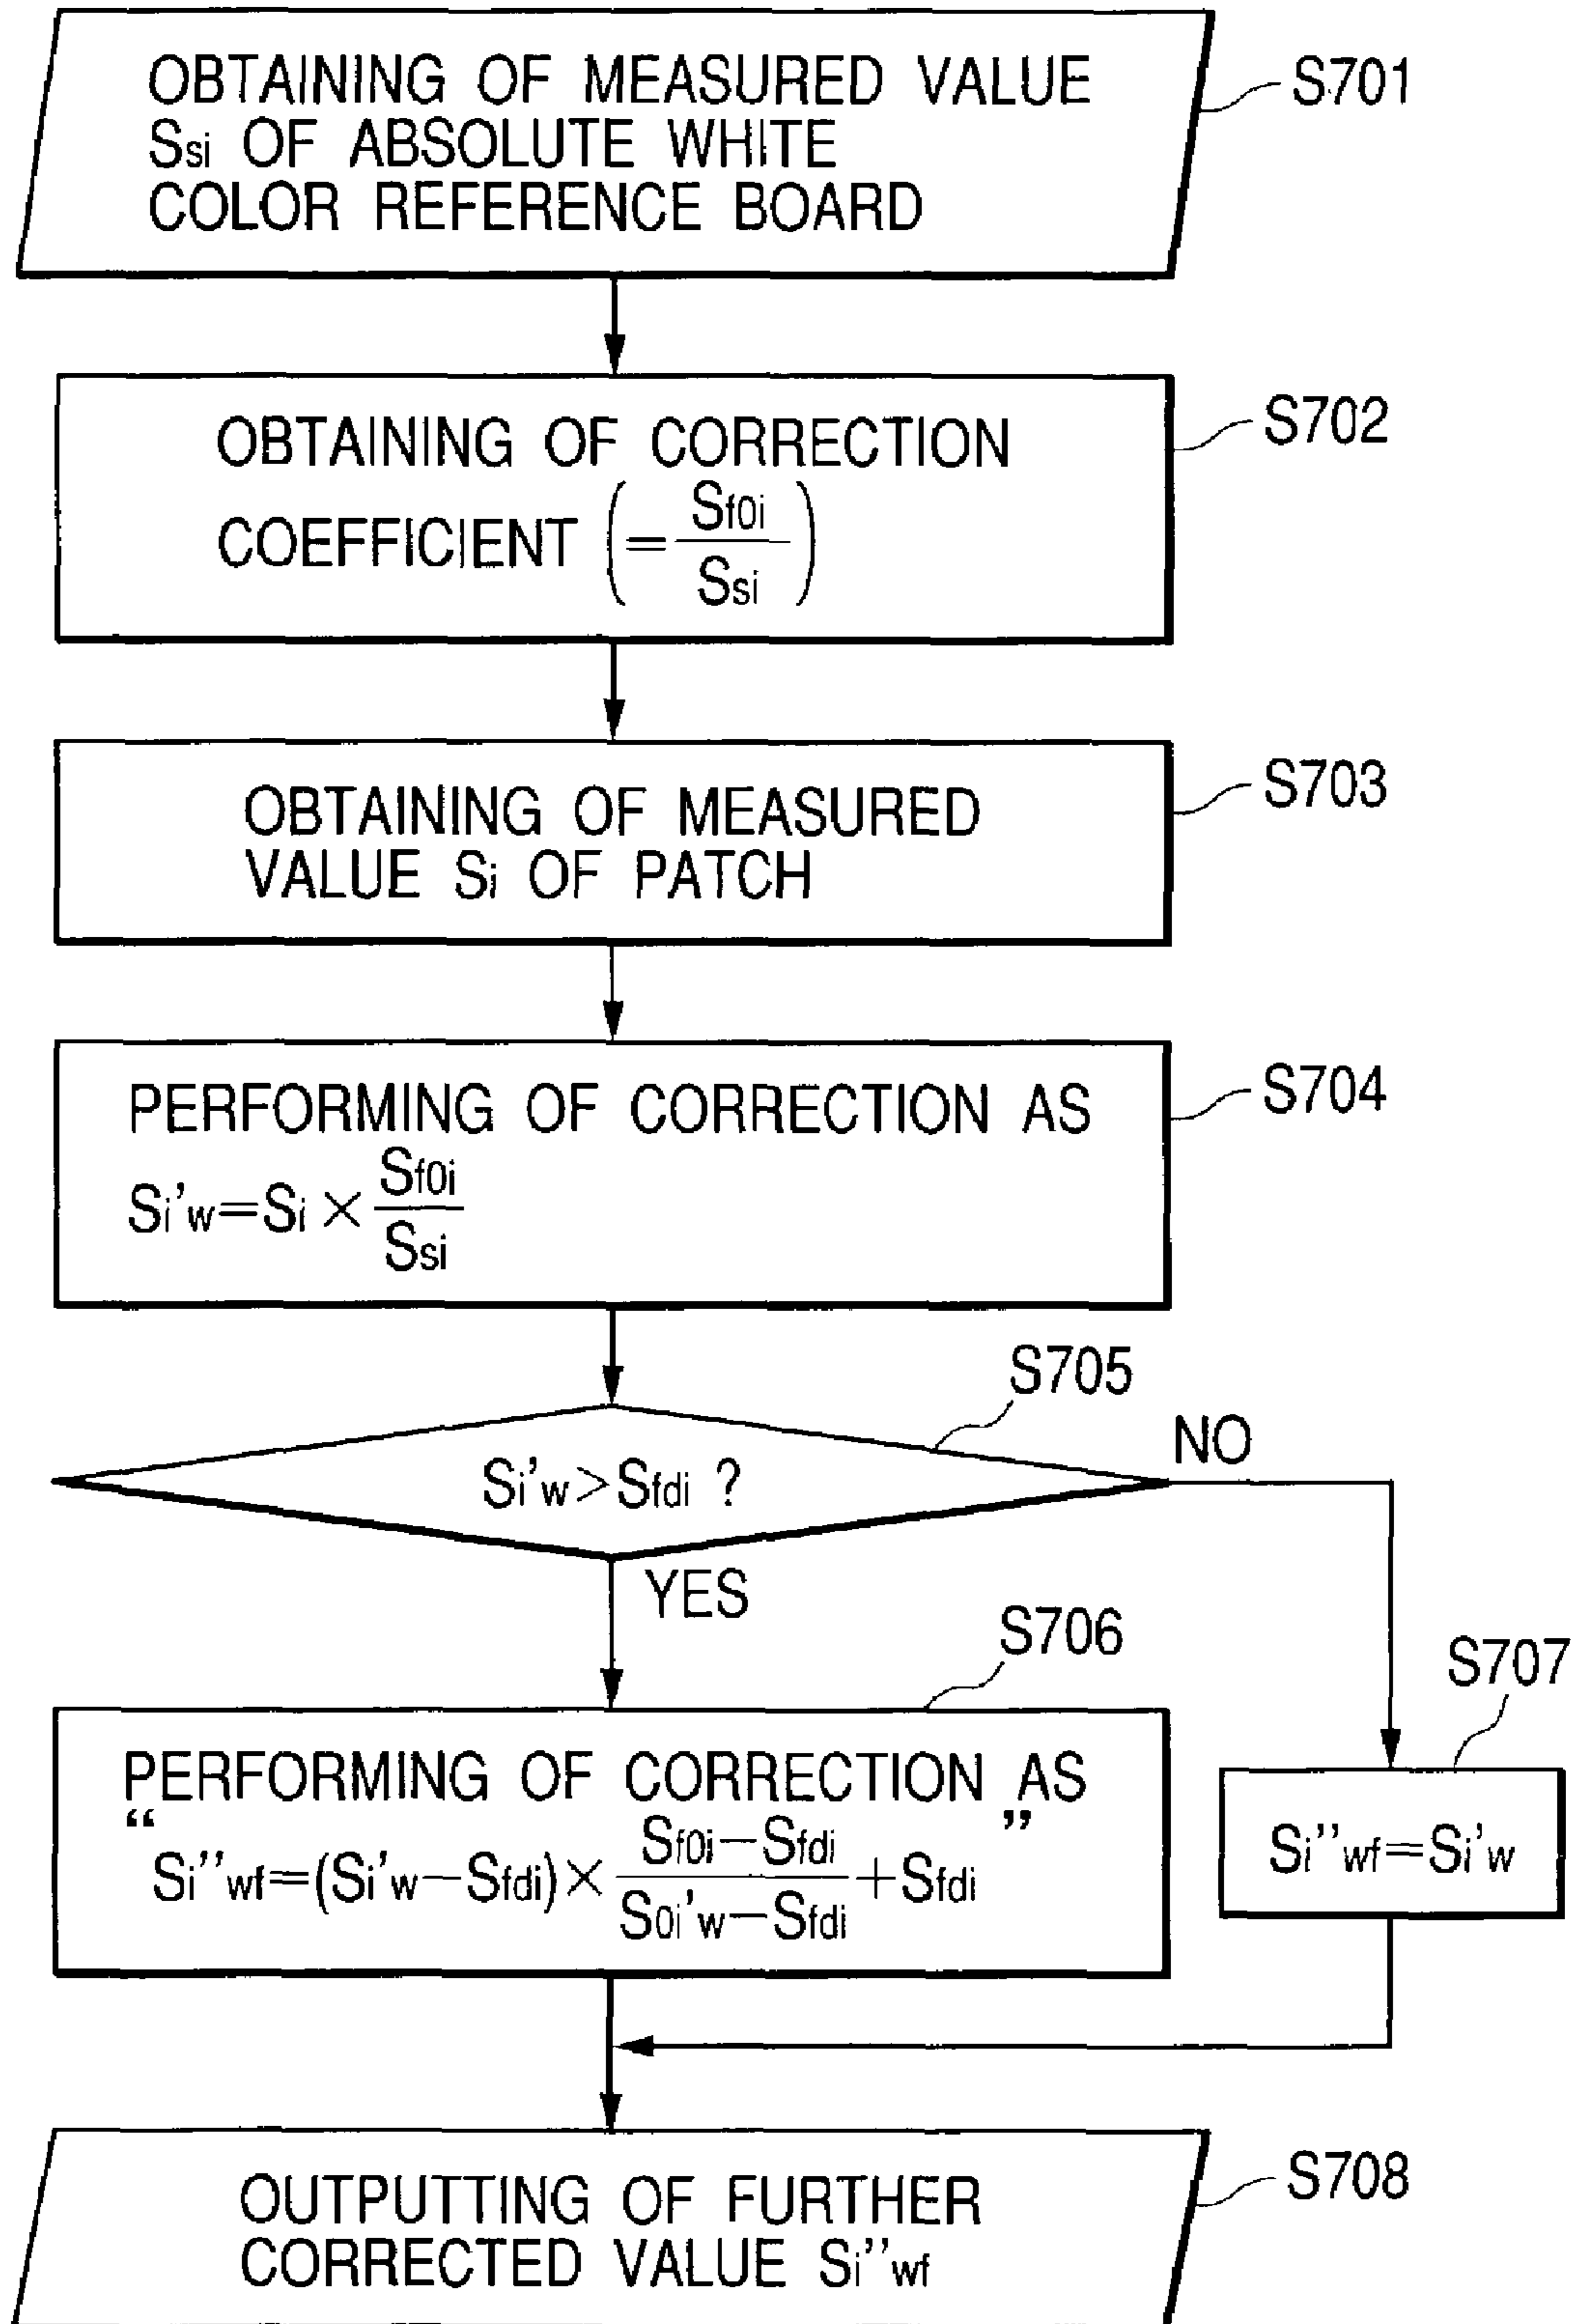 OBTAINING OF MEASURED VALUE
Ssi OF ABSOLUTE WHITE
COLOR REFERENCE BOARD
S701
OBTAINING OF CORRECTION
COEFFICIENT (= Sf0i / Ssi)
S702
OBTAINING OF MEASURED
VALUE Si OF PATCH
S703
PERFORMING OF CORRECTION AS
Si'w=Si × Sf0i / Ssi
S704
S705
Si'w>Sfdi ?
NO
YES
S706
PERFORMING OF CORRECTION AS
“Si''wf=(Si'w−Sfdi)× (Sf0i−Sfdi) / (S0i'w−Sfdi) +Sfdi”
S707
Si''wf=Si'w
OUTPUTTING OF FURTHER
CORRECTED VALUE Si''wf
S708